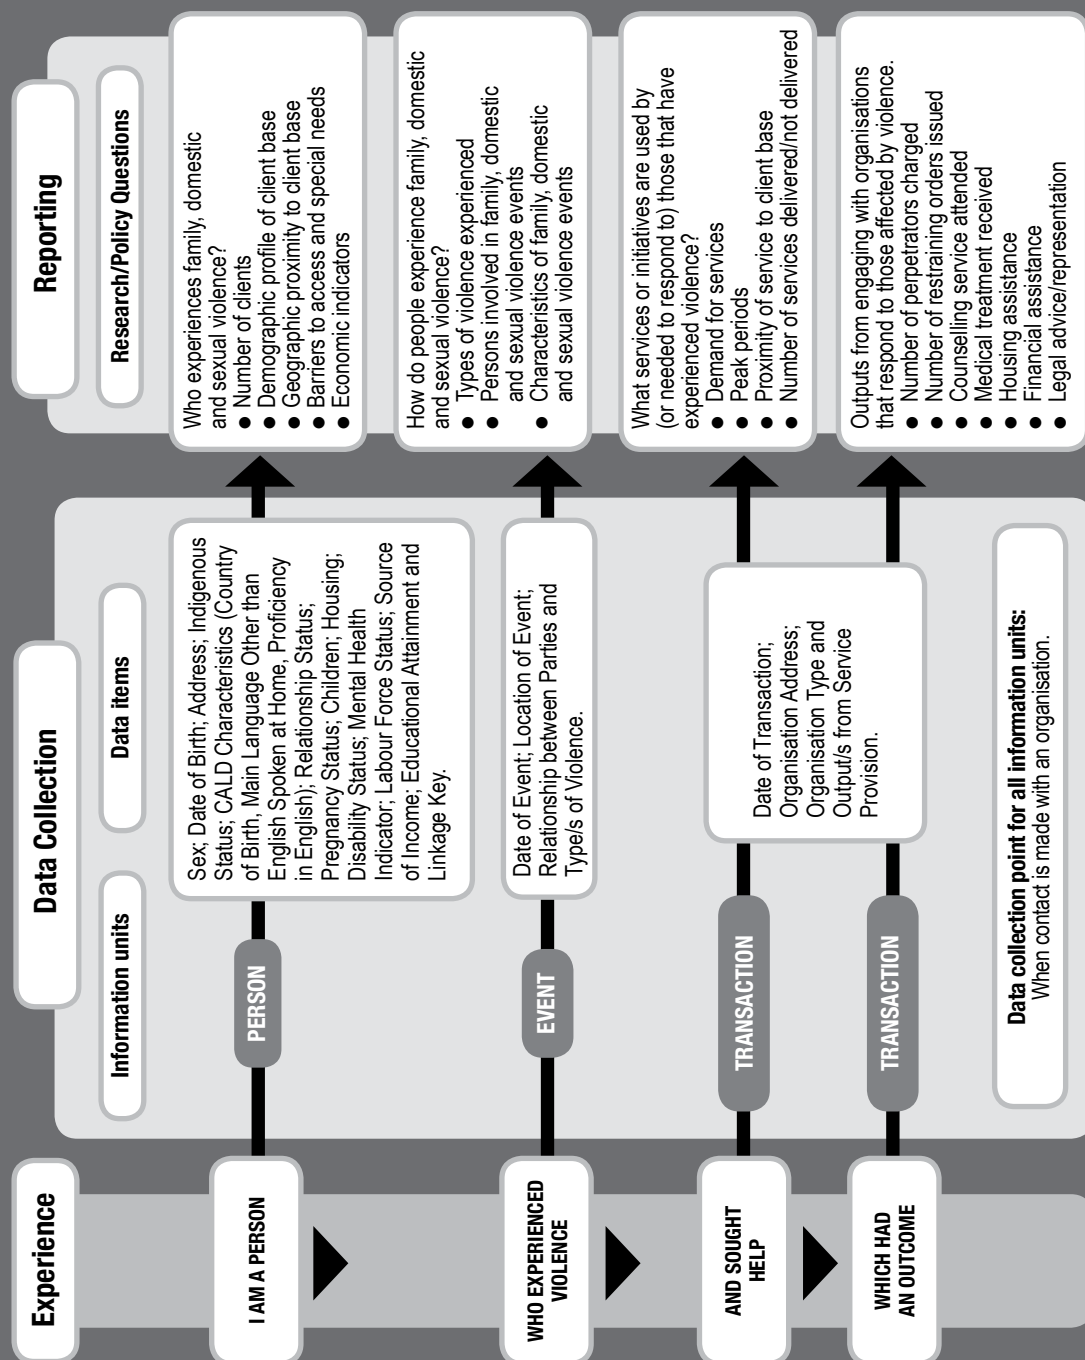 Experience
Data Collection
Reporting
Information units
Data items
Research/Policy Questions
I AM A PERSON
PERSON
Sex; Date of Birth; Address; Indigenous
Status; CALD Characteristics (Country
of Birth, Main Language Other than
English Spoken at Home, Proficiency
in English); Relationship Status;
Pregnancy Status; Children; Housing;
Disability Status; Mental Health
Indicator; Labour Force Status; Source
of Income; Educational Attainment and
Linkage Key.
Who experiences family, domestic
and sexual violence?
● Number of clients
● Demographic profile of client base
● Geographic proximity to client base
● Barriers to access and special needs
● Economic indicators
WHO EXPERIENCED
VIOLENCE
EVENT
Date of Event; Location of Event;
Relationship between Parties and
Type/s of Violence.
How do people experience family, domestic
and sexual violence?
● Types of violence experienced
● Persons involved in family, domestic
and sexual violence events
● Characteristics of family, domestic
and sexual violence events
AND SOUGHT
HELP
TRANSACTION
Date of Transaction;
Organisation Address;
Organisation Type and
Output/s from Service
Provision.
What services or initiatives are used by
(or needed to respond to) those that have
experienced violence?
● Demand for services
● Peak periods
● Proximity of service to client base
● Number of services delivered/not delivered
WHICH HAD
AN OUTCOME
TRANSACTION
Outputs from engaging with organisations
that respond to those affected by violence.
● Number of perpetrators charged
● Number of restraining orders issued
● Counselling service attended
● Medical treatment received
● Housing assistance
● Financial assistance
● Legal advice/representation
Data collection point for all information units:
When contact is made with an organisation.